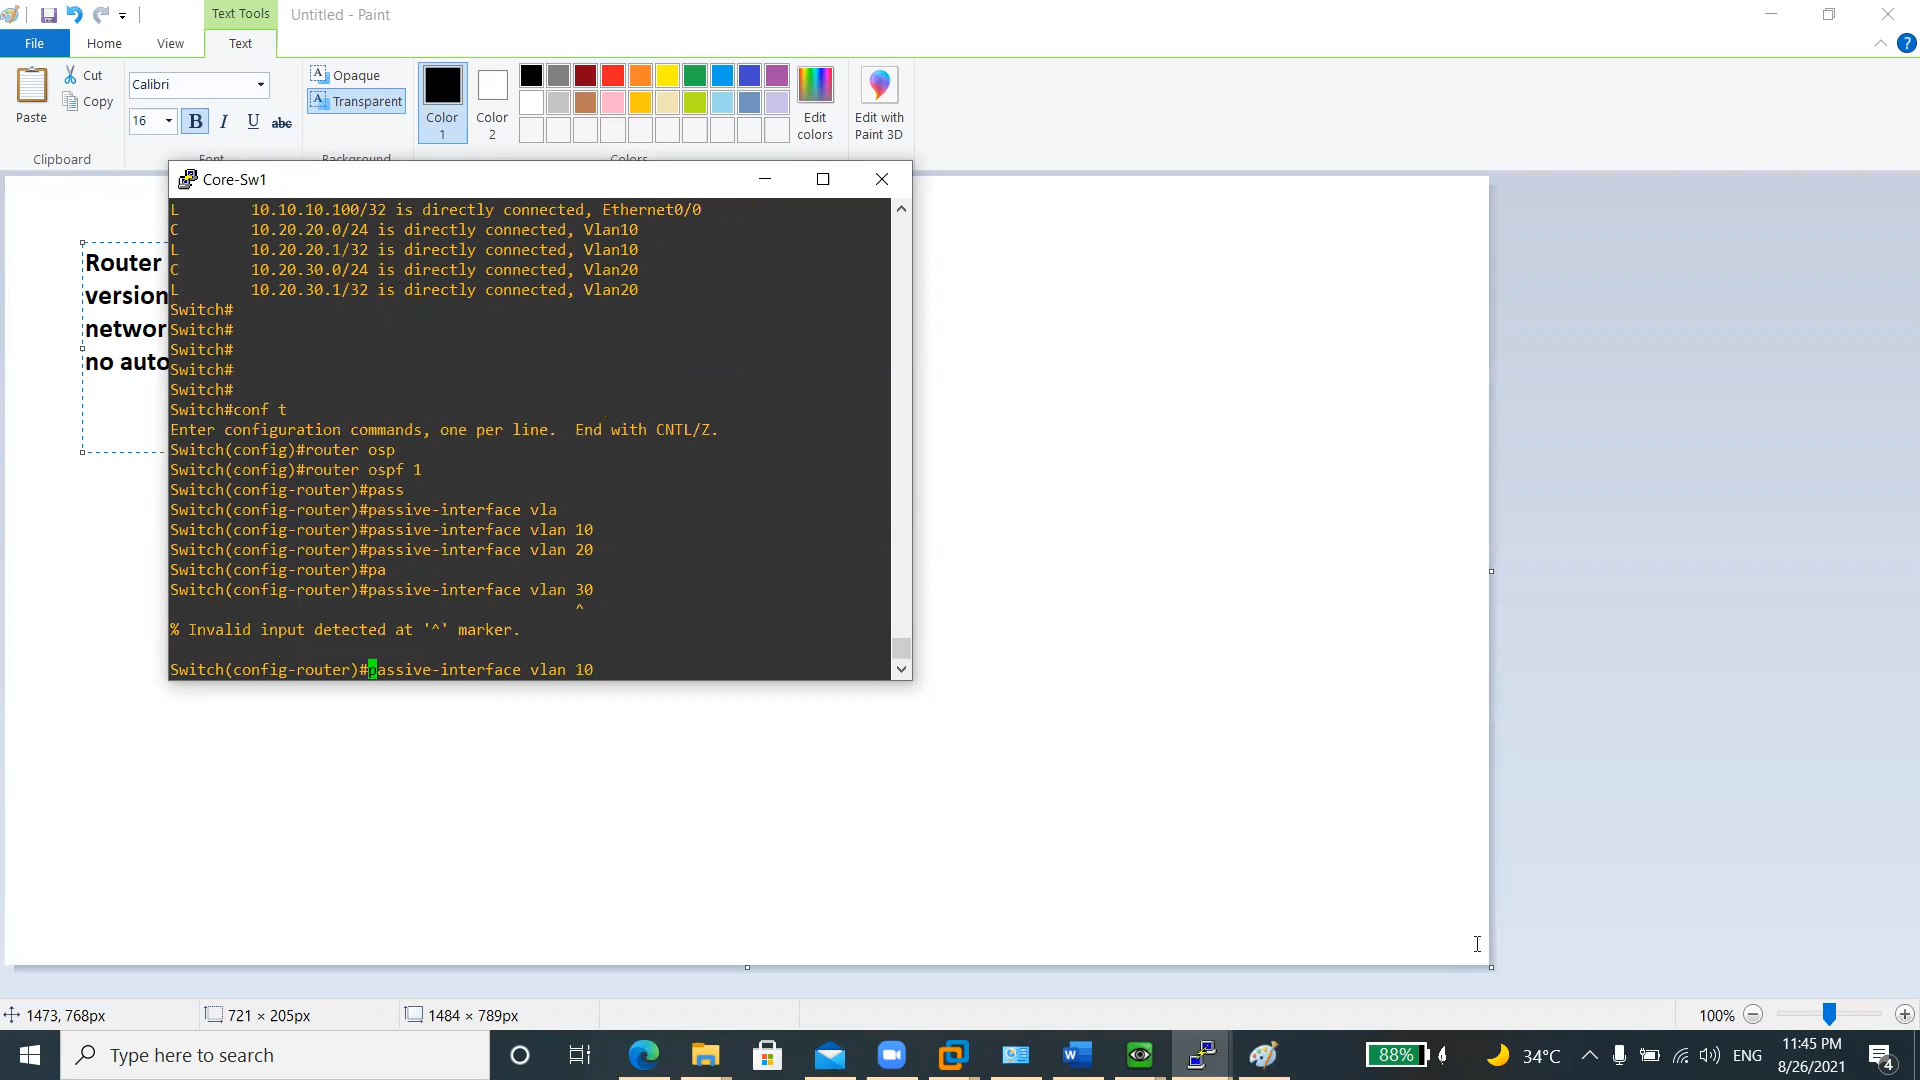 Text Tools
Untitled - Paint
File
Home
View
Text
Paste
Cut
Copy
Clipboard
Calibri
16
B
I
U
abc
Font
Opaque
Transparent
Background
Color
1
Color
2
Edit
colors
Colors
Edit with
Paint 3D
Router
version
networ
no auto
Core-Sw1
L        10.10.10.100/32 is directly connected, Ethernet0/0
C        10.20.20.0/24 is directly connected, Vlan10
L        10.20.20.1/32 is directly connected, Vlan10
C        10.20.30.0/24 is directly connected, Vlan20
L        10.20.30.1/32 is directly connected, Vlan20
Switch#
Switch#
Switch#
Switch#
Switch#
Switch#conf t
Enter configuration commands, one per line.  End with CNTL/Z.
Switch(config)#router osp
Switch(config)#router ospf 1
Switch(config-router)#pass
Switch(config-router)#passive-interface vla
Switch(config-router)#passive-interface vlan 10
Switch(config-router)#passive-interface vlan 20
Switch(config-router)#pa
Switch(config-router)#passive-interface vlan 30
^
% Invalid input detected at '^' marker.
Switch(config-router)#passive-interface vlan 10
1473, 768px
721 × 205px
1484 × 789px
100%
Type here to search
88%
34°C
ENG
11:45 PM
8/26/2021
4